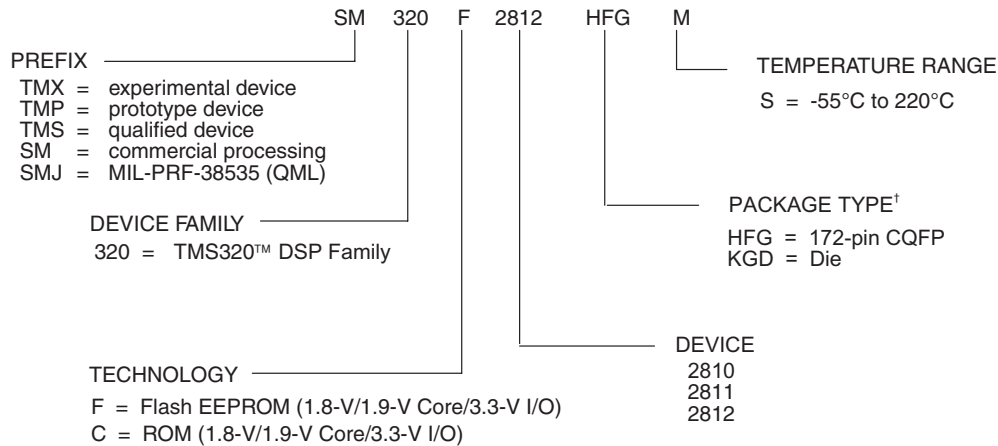 SM 320 F 2812 HFG M
PREFIX
TMX = experimental device
TMP = prototype device
TMS = qualified device
SM = commercial processing
SMJ = MIL-PRF-38535 (QML)
TEMPERATURE RANGE
S = -55°C to 220°C
DEVICE FAMILY
320 = TMS320™ DSP Family
PACKAGE TYPE†
HFG = 172-pin CQFP
KGD = Die
TECHNOLOGY
F = Flash EEPROM (1.8-V/1.9-V Core/3.3-V I/O)
C = ROM (1.8-V/1.9-V Core/3.3-V I/O)
DEVICE
2810
2811
2812